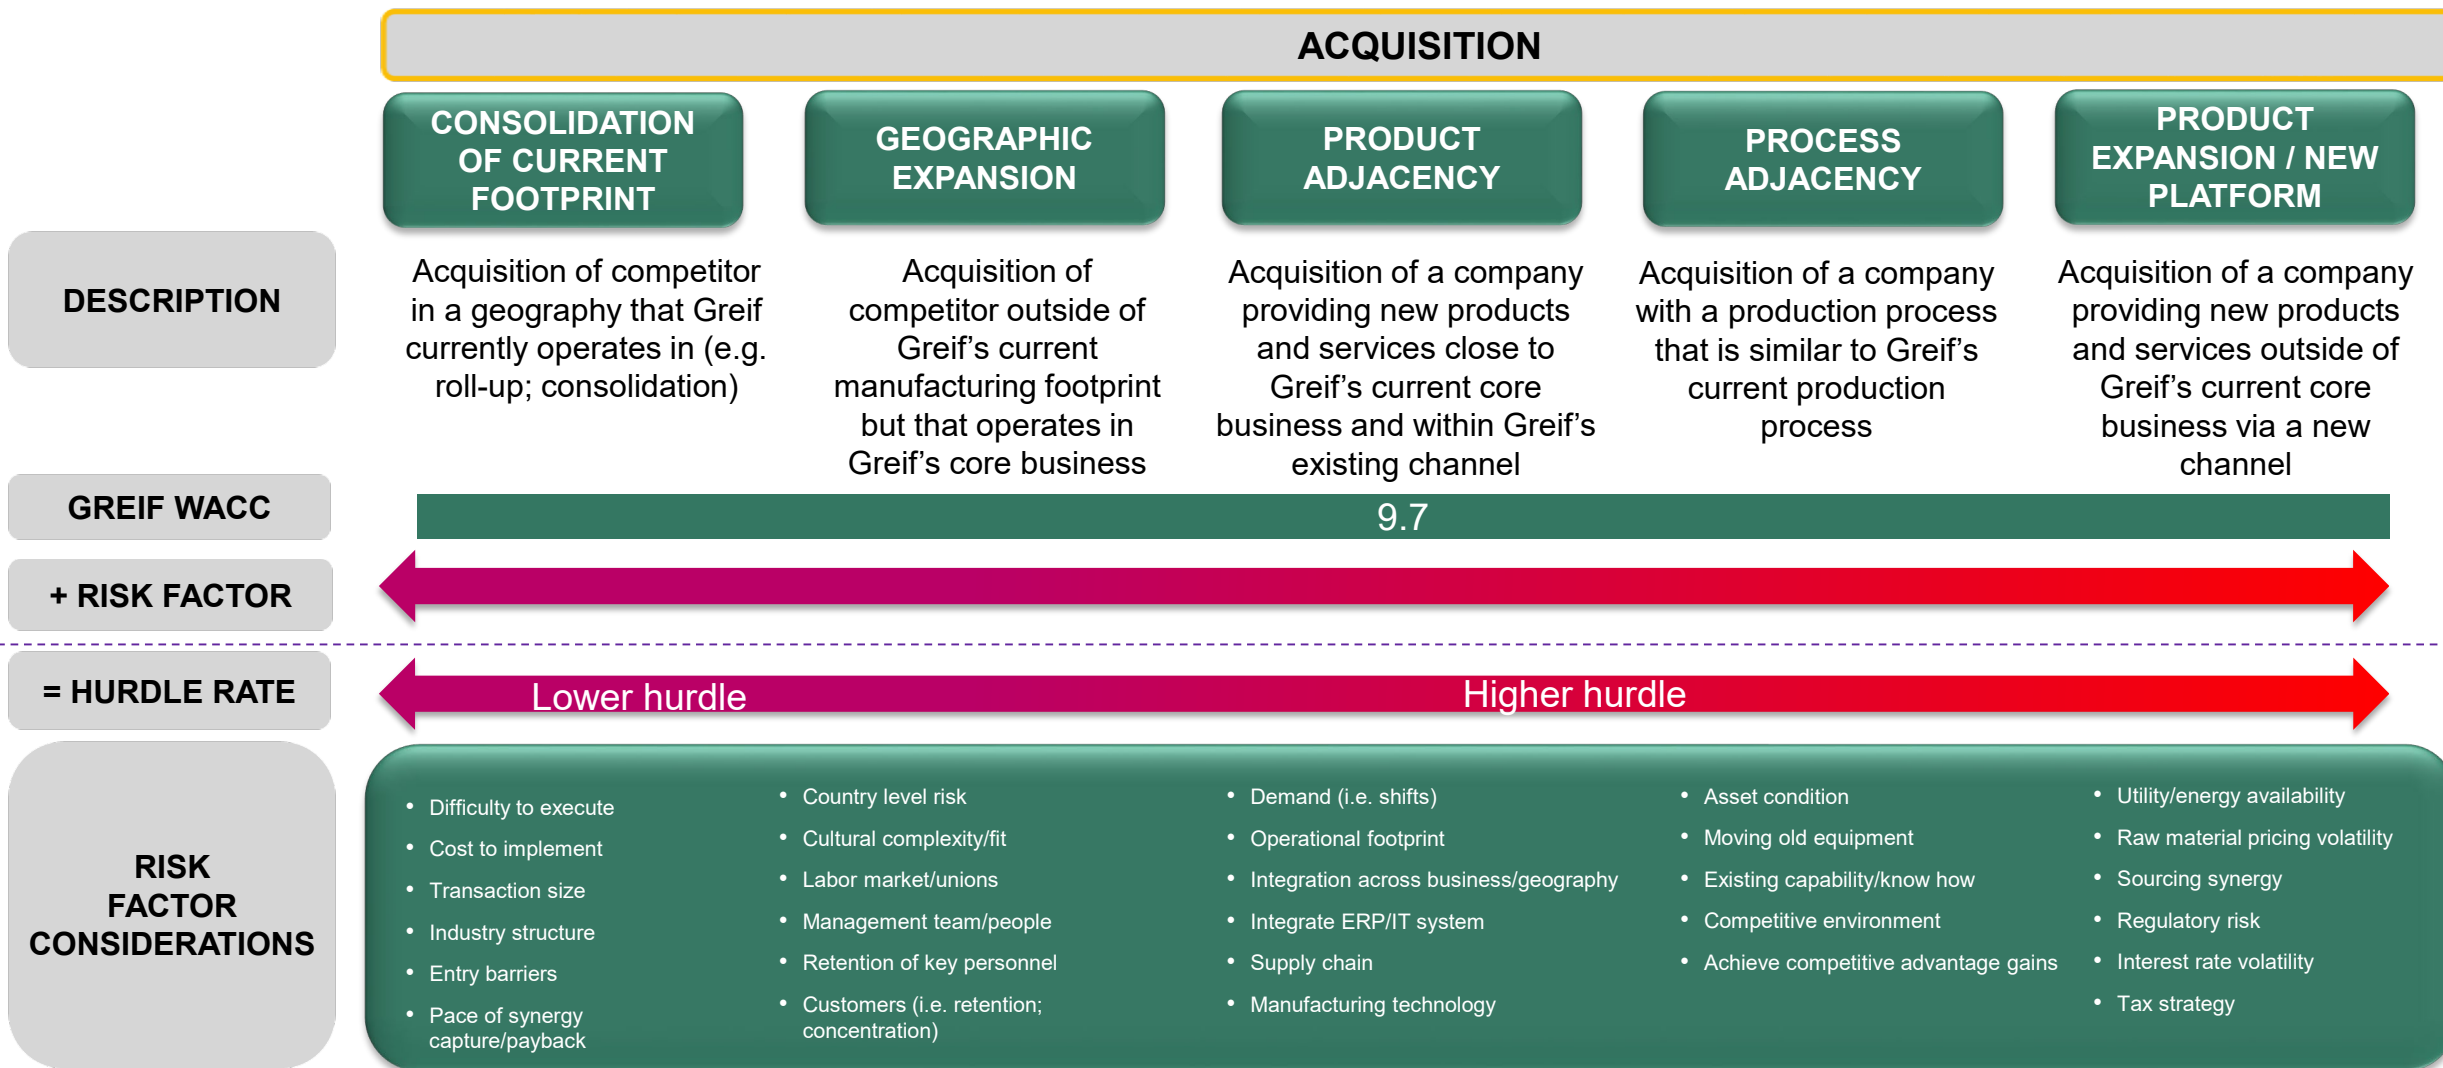 ACQUISITION
CONSOLIDATION
OF CURRENT
FOOTPRINT
GEOGRAPHIC
EXPANSION
PRODUCT
ADJACENCY
PROCESS
ADJACENCY
PRODUCT
EXPANSION / NEW
PLATFORM
DESCRIPTION
Acquisition of competitor
in a geography that Greif
currently operates in (e.g.
roll-up; consolidation)
Acquisition of
competitor outside of
Greif’s current
manufacturing footprint
but that operates in
Greif’s core business
Acquisition of a company
providing new products
and services close to
Greif’s current core
business and within Greif’s
existing channel
Acquisition of a company
with a production process
that is similar to Greif’s
current production
process
Acquisition of a company
providing new products
and services outside of
Greif’s current core
business via a new
channel
GREIF WACC
9.7
+ RISK FACTOR
= HURDLE RATE
Lower hurdle
Higher hurdle
RISK
FACTOR
CONSIDERATIONS
• Difficulty to execute
• Cost to implement
• Transaction size
• Industry structure
• Entry barriers
• Pace of synergy
capture/payback
• Country level risk
• Cultural complexity/fit
• Labor market/unions
• Management team/people
• Retention of key personnel
• Customers (i.e. retention;
concentration)
• Demand (i.e. shifts)
• Operational footprint
• Integration across business/geography
• Integrate ERP/IT system
• Supply chain
• Manufacturing technology
• Asset condition
• Moving old equipment
• Existing capability/know how
• Competitive environment
• Achieve competitive advantage gains
• Utility/energy availability
• Raw material pricing volatility
• Sourcing synergy
• Regulatory risk
• Interest rate volatility
• Tax strategy